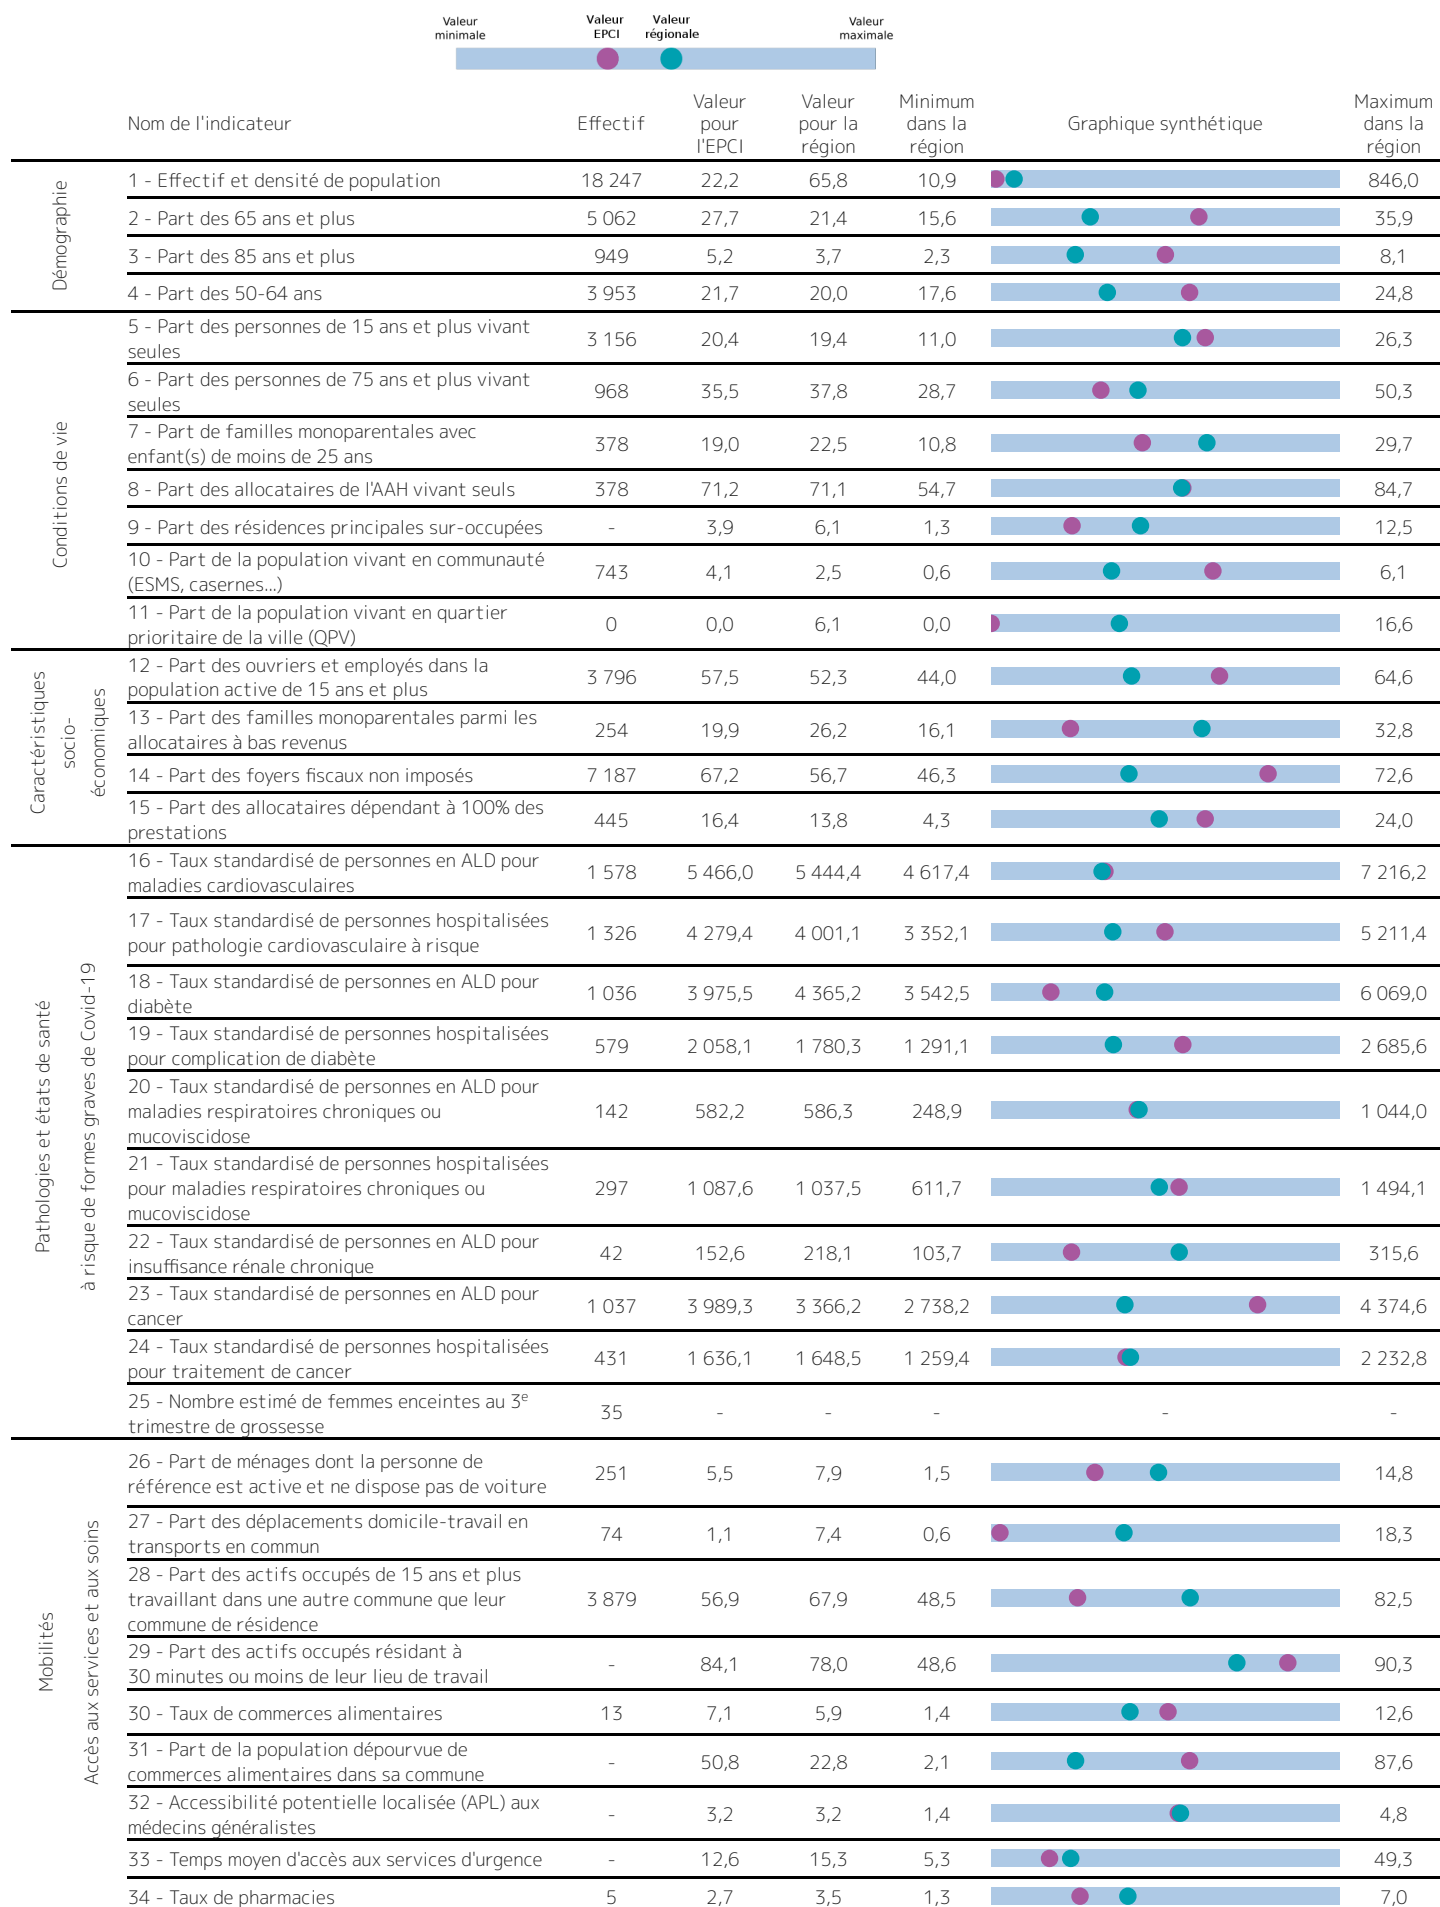 Valeur minimale
Valeur EPCI
Valeur régionale
Valeur maximale
Nom de l'indicateur
Effectif
Valeur pour l'EPCI
Valeur pour la région
Minimum dans la région
Graphique synthétique
Maximum dans la région
Démographie
1 - Effectif et densité de population 18 247 22,2 65,8 10,9 846,0
2 - Part des 65 ans et plus 5 062 27,7 21,4 15,6 35,9
3 - Part des 85 ans et plus 949 5,2 3,7 2,3 8,1
4 - Part des 50-64 ans 3 953 21,7 20,0 17,6 24,8
Conditions de vie
5 - Part des personnes de 15 ans et plus vivant
seules 3 156 20,4 19,4 11,0 26,3
6 - Part des personnes de 75 ans et plus vivant
seules 968 35,5 37,8 28,7 50,3
7 - Part de familles monoparentales avec
enfant(s) de moins de 25 ans 378 19,0 22,5 10,8 29,7
8 - Part des allocataires de l'AAH vivant seuls 378 71,2 71,1 54,7 84,7
9 - Part des résidences principales sur-occupées - 3,9 6,1 1,3 12,5
10 - Part de la population vivant en communauté
(ESMS, casernes...) 743 4,1 2,5 0,6 6,1
11 - Part de la population vivant en quartier
prioritaire de la ville (QPV) 0 0,0 6,1 0,0 16,6
Caractéristiques
socio-
économiques
12 - Part des ouvriers et employés dans la
population active de 15 ans et plus 3 796 57,5 52,3 44,0 64,6
13 - Part des familles monoparentales parmi les
allocataires à bas revenus 254 19,9 26,2 16,1 32,8
14 - Part des foyers fiscaux non imposés 7 187 67,2 56,7 46,3 72,6
15 - Part des allocataires dépendant à 100% des
prestations 445 16,4 13,8 4,3 24,0
Pathologies et états de santé
à risque de formes graves de Covid-19
16 - Taux standardisé de personnes en ALD pour
maladies cardiovasculaires 1 578 5 466,0 5 444,4 4 617,4 7 216,2
17 - Taux standardisé de personnes hospitalisées
pour pathologie cardiovasculaire à risque 1 326 4 279,4 4 001,1 3 352,1 5 211,4
18 - Taux standardisé de personnes en ALD pour
diabète 1 036 3 975,5 4 365,2 3 542,5 6 069,0
19 - Taux standardisé de personnes hospitalisées
pour complication de diabète 579 2 058,1 1 780,3 1 291,1 2 685,6
20 - Taux standardisé de personnes en ALD pour
maladies respiratoires chroniques ou
mucoviscidose 142 582,2 586,3 248,9 1 044,0
21 - Taux standardisé de personnes hospitalisées
pour maladies respiratoires chroniques ou
mucoviscidose 297 1 087,6 1 037,5 611,7 1 494,1
22 - Taux standardisé de personnes en ALD pour
insuffisance rénale chronique 42 152,6 218,1 103,7 315,6
23 - Taux standardisé de personnes en ALD pour
cancer 1 037 3 989,3 3 366,2 2 738,2 4 374,6
24 - Taux standardisé de personnes hospitalisées
pour traitement de cancer 431 1 636,1 1 648,5 1 259,4 2 232,8
25 - Nombre estimé de femmes enceintes au 3e
trimestre de grossesse 35 - - - - -
Mobilités
Accès aux services et aux soins
26 - Part de ménages dont la personne de
référence est active et ne dispose pas de voiture 251 5,5 7,9 1,5 14,8
27 - Part des déplacements domicile-travail en
transports en commun 74 1,1 7,4 0,6 18,3
28 - Part des actifs occupés de 15 ans et plus
travaillant dans une autre commune que leur
commune de résidence 3 879 56,9 67,9 48,5 82,5
29 - Part des actifs occupés résidant à
30 minutes ou moins de leur lieu de travail - 84,1 78,0 48,6 90,3
30 - Taux de commerces alimentaires 13 7,1 5,9 1,4 12,6
31 - Part de la population dépourvue de
commerces alimentaires dans sa commune - 50,8 22,8 2,1 87,6
32 - Accessibilité potentielle localisée (APL) aux
médecins généralistes - 3,2 3,2 1,4 4,8
33 - Temps moyen d'accès aux services d'urgence - 12,6 15,3 5,3 49,3
34 - Taux de pharmacies 5 2,7 3,5 1,3 7,0